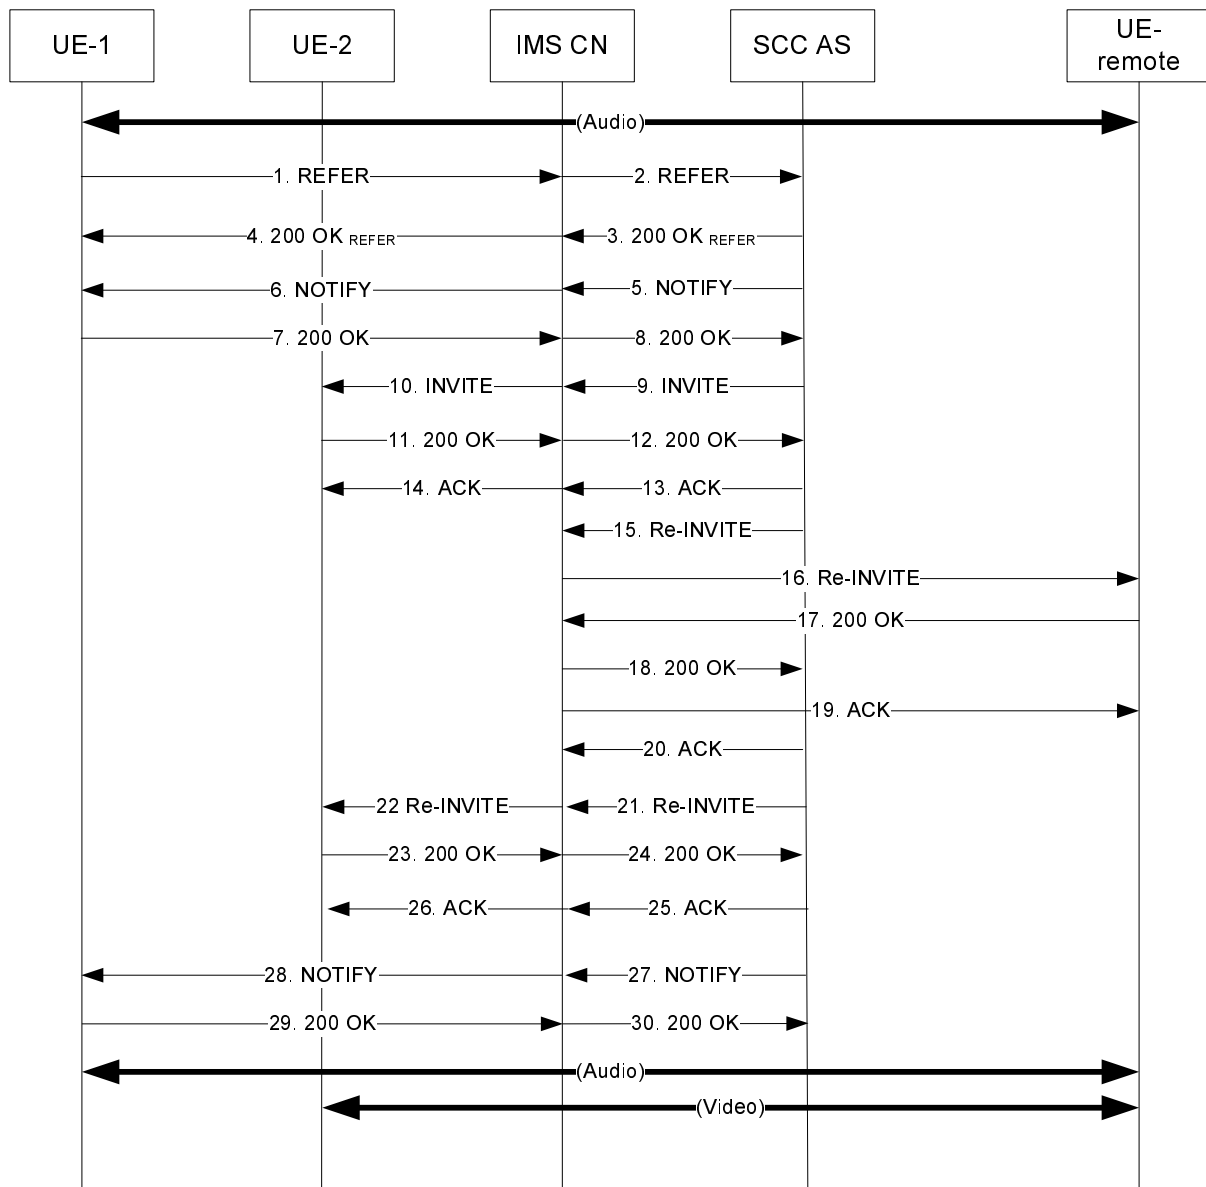 UE-1
UE-2
IMS CN
SCC AS
UE-
remote
(Audio)
1. REFER
2. REFER
4. 200 OK REFER
3. 200 OK REFER
6. NOTIFY
5. NOTIFY
7. 200 OK
8. 200 OK
10. INVITE
9. INVITE
11. 200 OK
12. 200 OK
14. ACK
13. ACK
15. Re-INVITE
16. Re-INVITE
17. 200 OK
18. 200 OK
19. ACK
20. ACK
22 Re-INVITE
21. Re-INVITE
23. 200 OK
24. 200 OK
26. ACK
25. ACK
28. NOTIFY
27. NOTIFY
29. 200 OK
30. 200 OK
(Audio)
(Video)